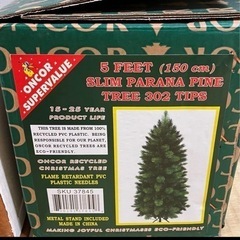 ONCOR
ONCOR
ONCOR SUPERVALUE
5 FEET (150 cm)
SLIM PARANA PINE
TREE 302 TIPS
15-25 YEAR
PRODUCT LIFE
THIS TREE IS MADE FROM 100%
RECYCLED PVC PLASTIC. BEING
RESPONSIBLE FOR OUR PLANET,
ONCOR RECYCLED TREES ARE
ECO-FRIENDLY.
ONCOR RECYCLED
CHRISTMAS TREE
FLAME RETARDANT PVC
PLASTIC NEEDLES
SKU 37845
METAL STAND INCLUDED
MADE IN CHINA
MAKING JOYFUL CHRISTMASES ECO-FRIENDLY